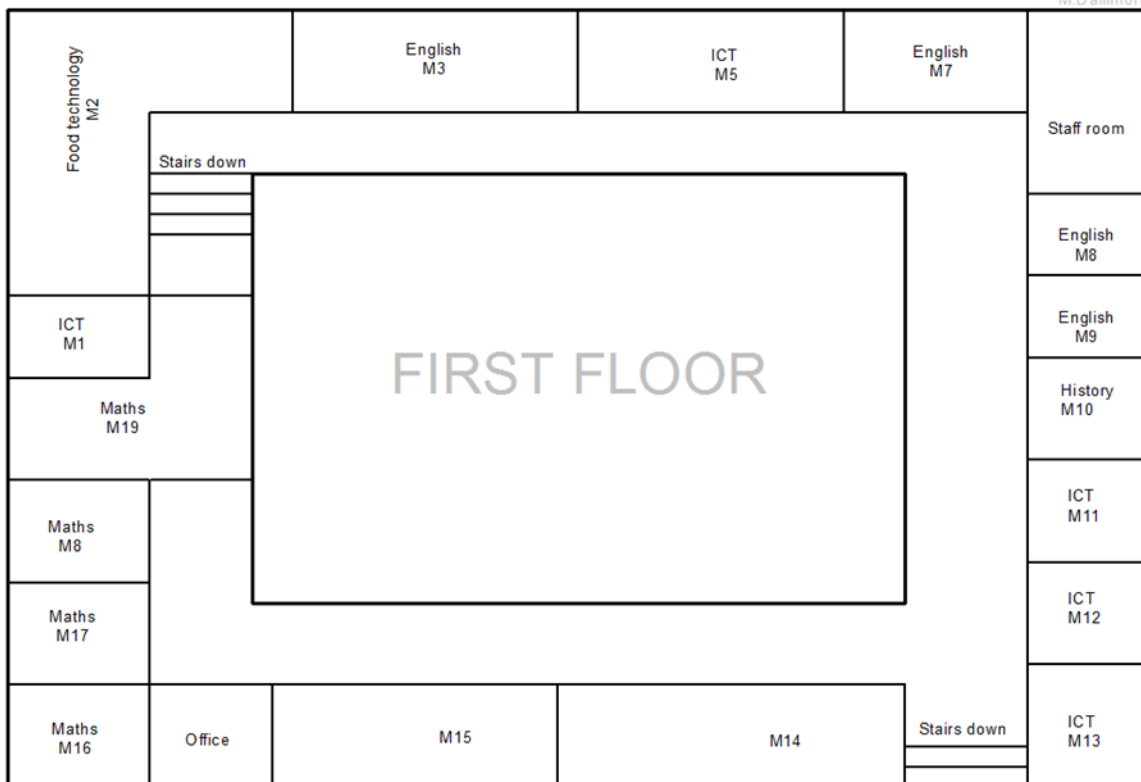 English
M3
ICT
M5
English
M7
Food technology
M2
Staff room
Stairs down
English
M8
ICT
M1
English
M9
FIRST FLOOR
History
M10
Maths
M19
ICT
M11
Maths
M8
ICT
M12
Maths
M17
Maths
M16
Office
M15
M14
Stairs down
ICT
M13